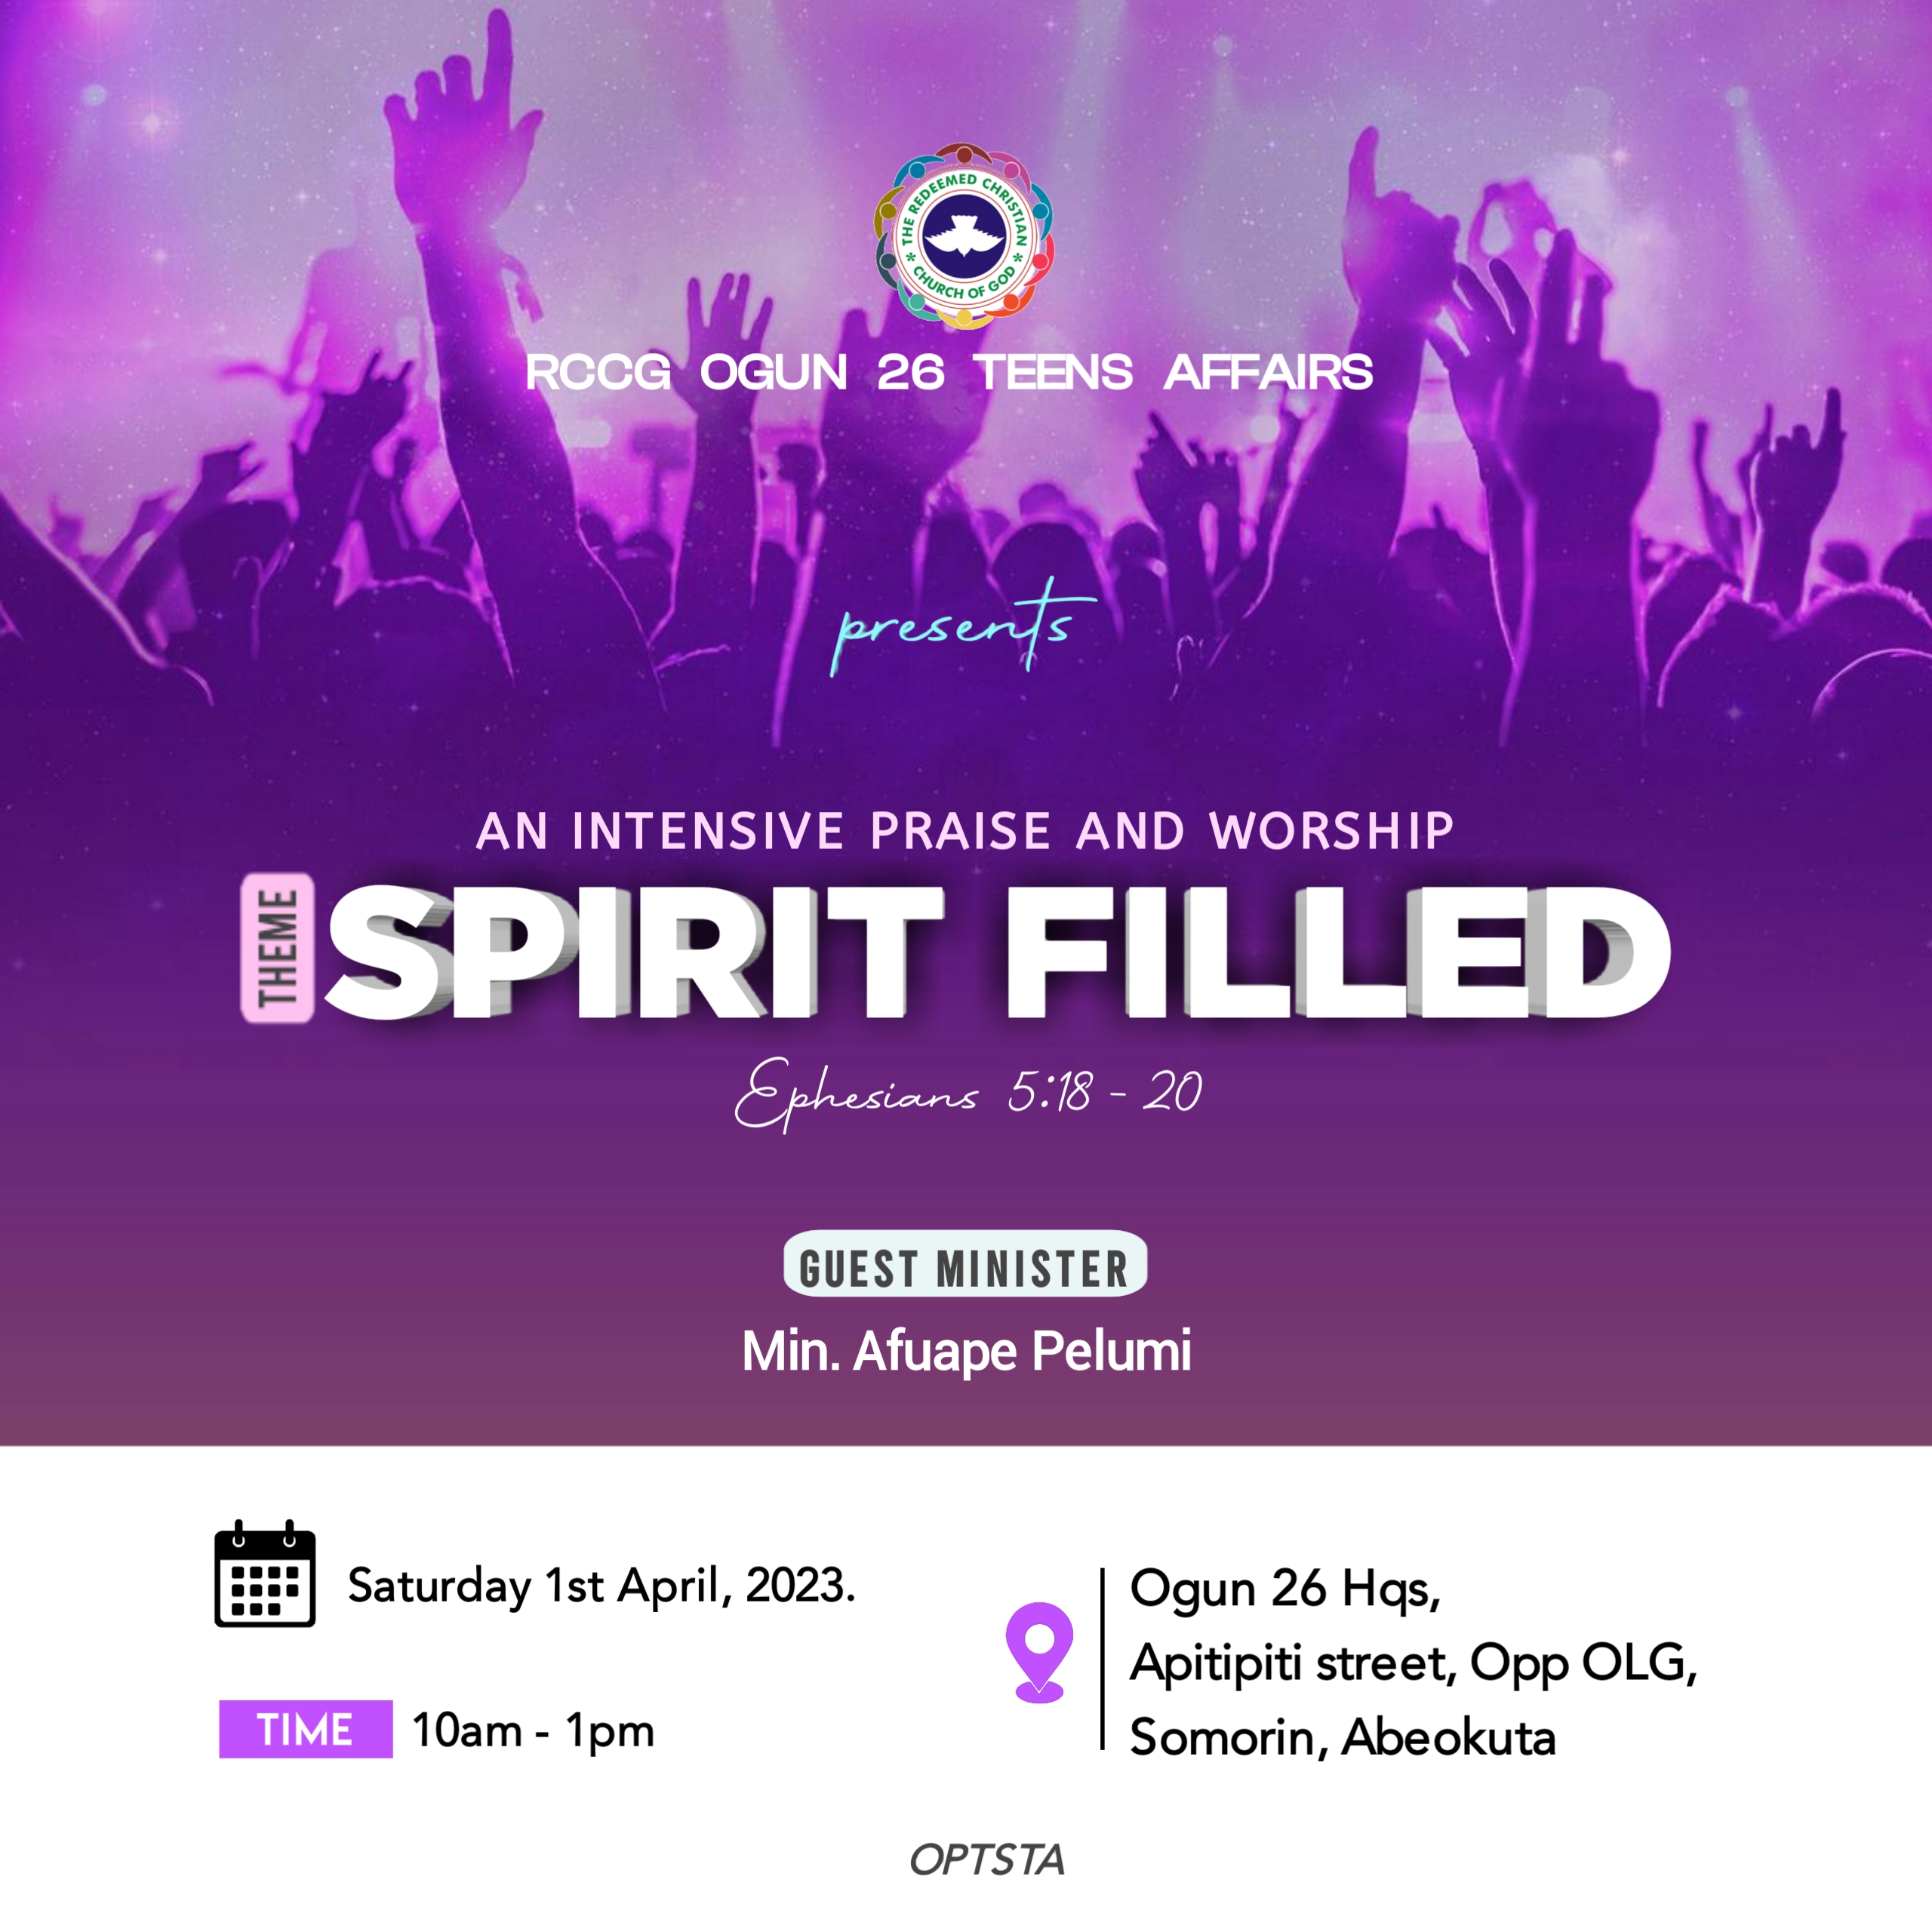 THE REDEEMED CHRISTIAN
* CHURCH OF GOD *
RCCG OGUN 26 TEENS AFFAIRS
presents
AN INTENSIVE PRAISE AND WORSHIP
THEME
SPIRIT FILLED
Ephesians 5:18 - 20
GUEST MINISTER
Min. Afuape Pelumi
Saturday 1st April, 2023.
TIME 10am - 1pm
Ogun 26 Hqs,
Apitipiti street, Opp OLG,
Somorin, Abeokuta
OPTSTA